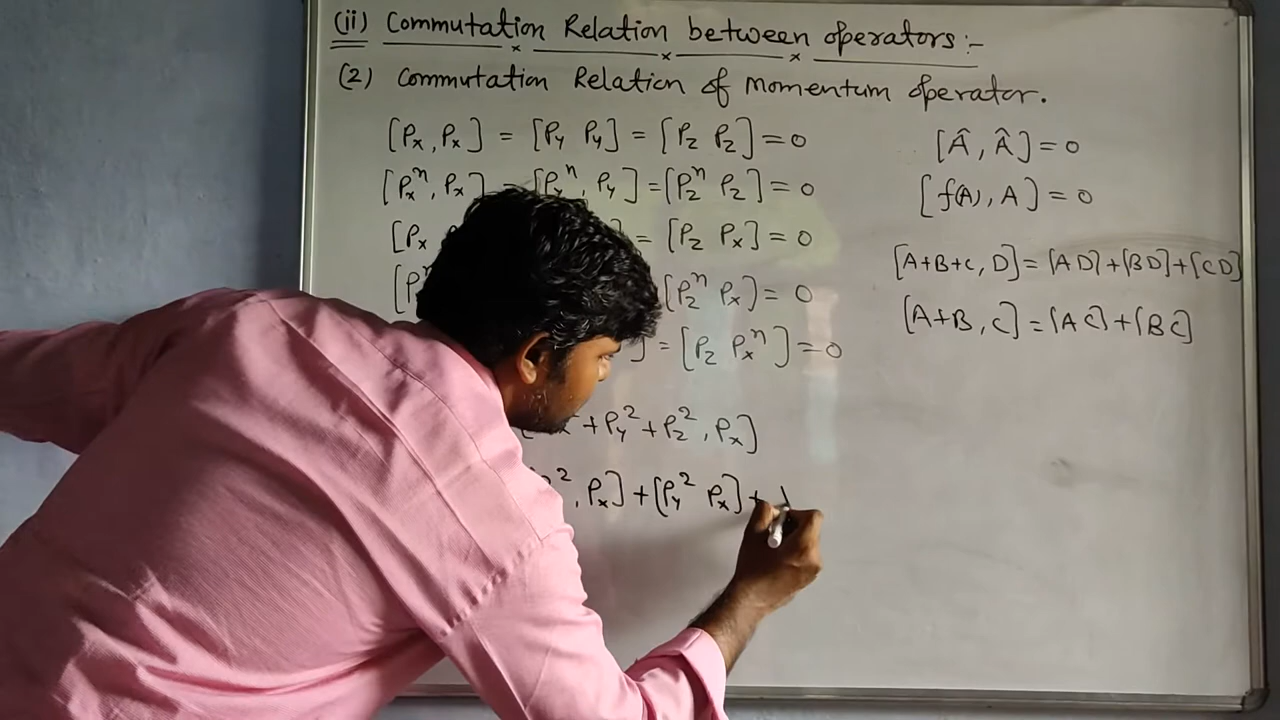 (ii) Commutation Relation between operators:-
(2) Commutation Relation of Momentum operator.
[Px , Px] = [Py Py] = [Pz Pz] = 0
[Px^n , Px] = [Py^n , Py] = [Pz^n Pz] = 0
[Px = [Pz Px] = 0
[P^n [Pz^n Px] = 0
] = [Pz Px^n] = 0
+ Py^2 + Pz^2 , Px]
^2 , Px] + [Py^2 Px] +
[Â , Â] = 0
[f(A) , A] = 0
[A+B+C, D] = [A D] + [B D] + [C D]
[A+B , C] = [A C] + [B C]